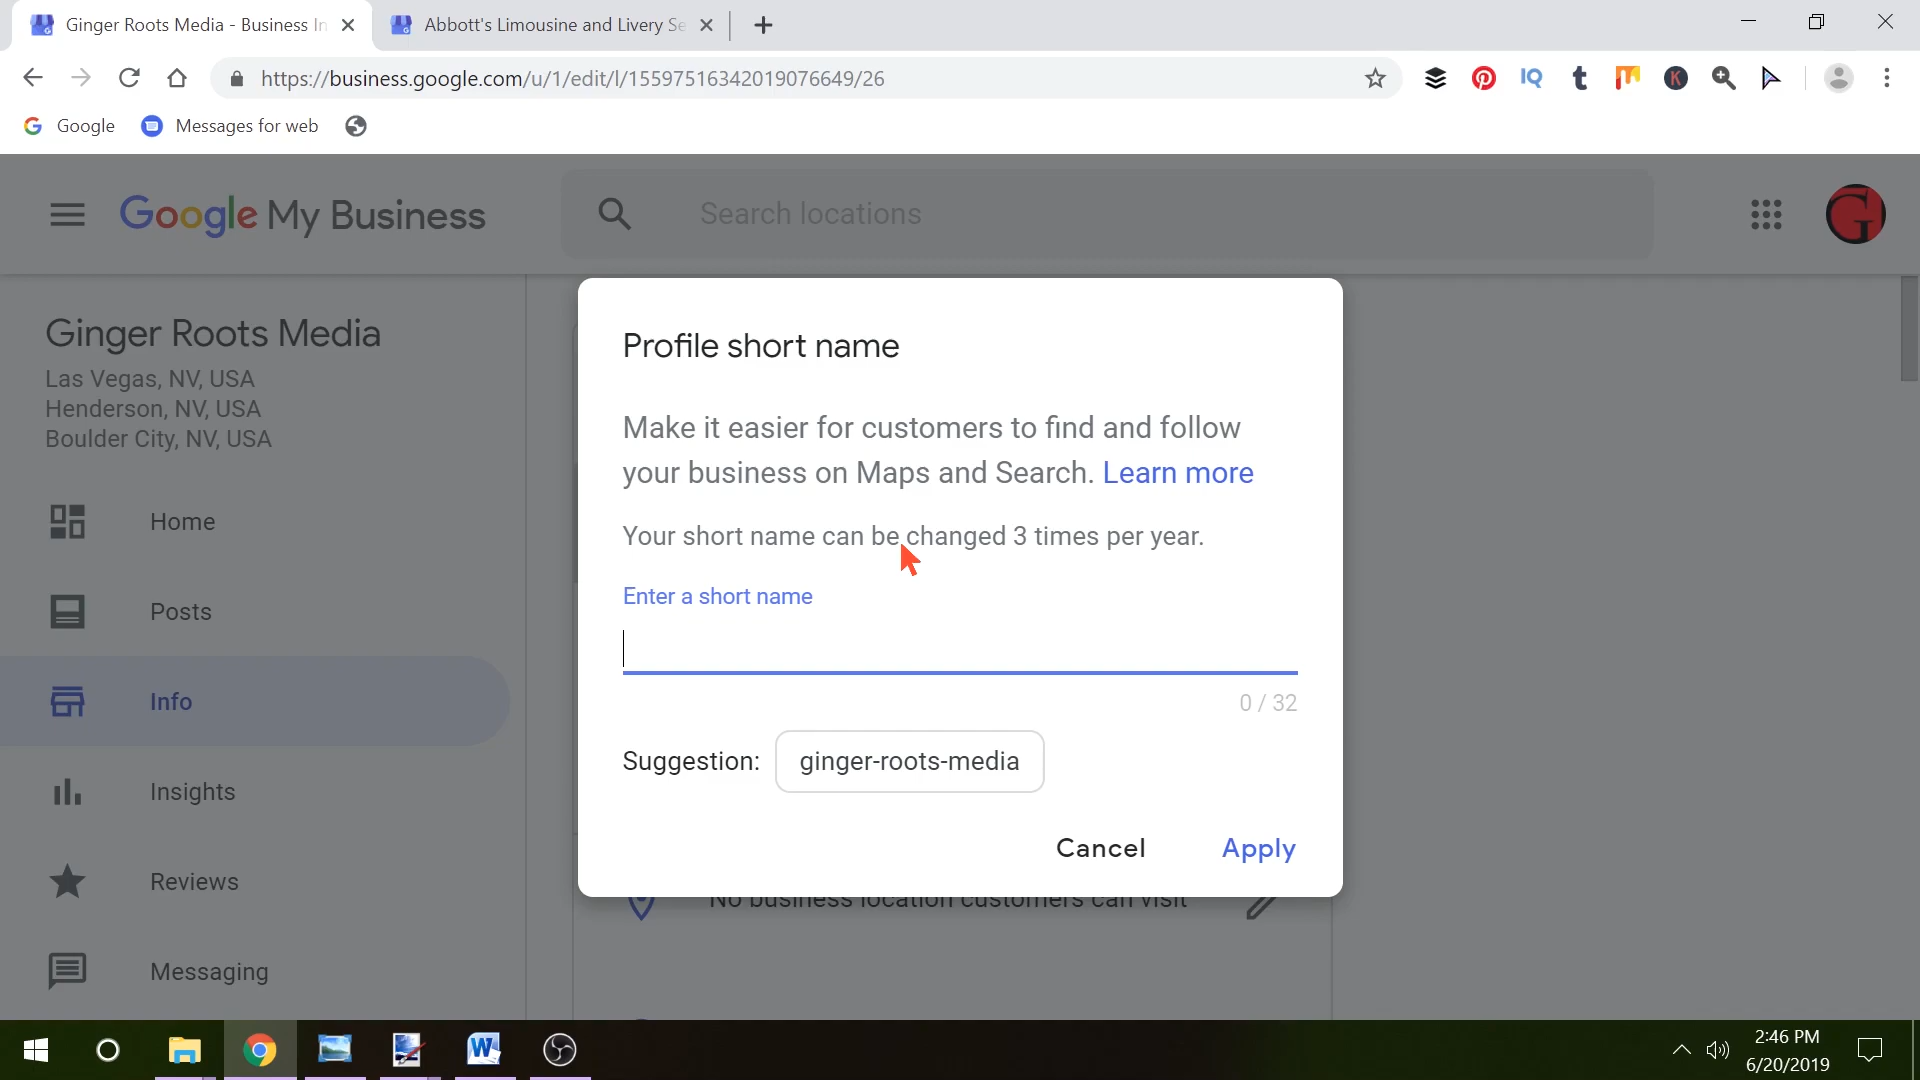 Ginger Roots Media - Business In
Abbott's Limousine and Livery Se
https://business.google.com/u/1/edit/l/15597516342019076649/26
IQ
t
K
Google
Messages for web
Google My Business
Search locations
G
Ginger Roots Media
Las Vegas, NV, USA
Henderson, NV, USA
Boulder City, NV, USA
Home
Posts
Info
Insights
Reviews
Messaging
Profile short name
Make it easier for customers to find and follow
your business on Maps and Search. Learn more
Your short name can be changed 3 times per year.
Enter a short name
0 / 32
Suggestion: ginger-roots-media
Cancel Apply
No business location customers can visit
2:46 PM
6/20/2019